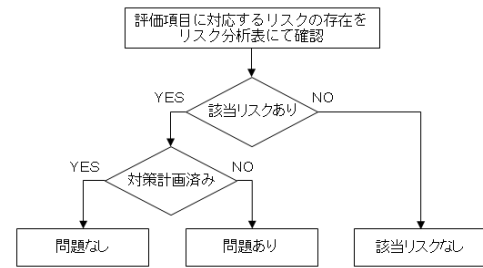 評価項目に対応するリスクの存在を
リスク分析表にて確認
YES
NO
該当リスクあり
YES
NO
対策計画済み
問題なし
問題あり
該当リスクなし